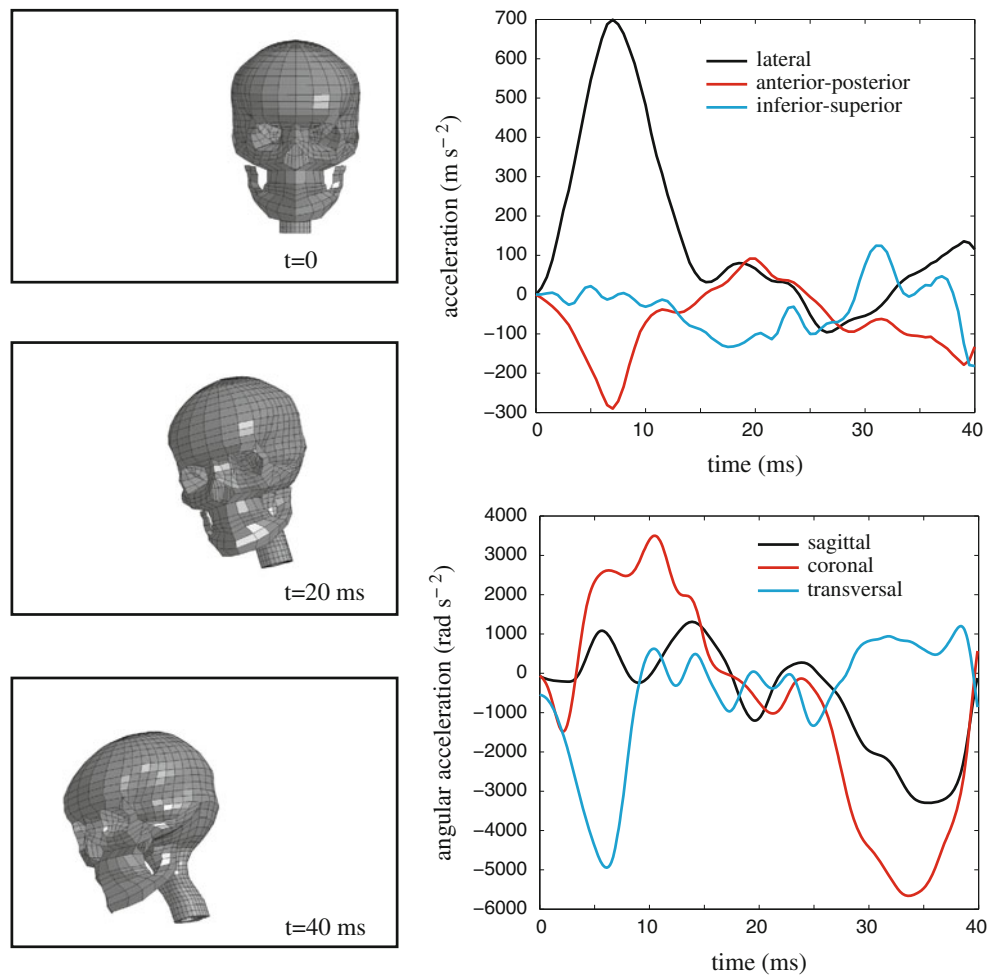 t=0
t=20 ms
t=40 ms
700
600
500
400
300
200
100
0
−100
−200
−300
0
10
20
30
40
acceleration (m s−2)
time (ms)
lateral
anterior-posterior
inferior-superior
4000
3000
2000
1000
0
−1000
−2000
−3000
−4000
−5000
−6000
0
10
20
30
40
angular acceleration (rad s−2)
time (ms)
sagittal
coronal
transversal